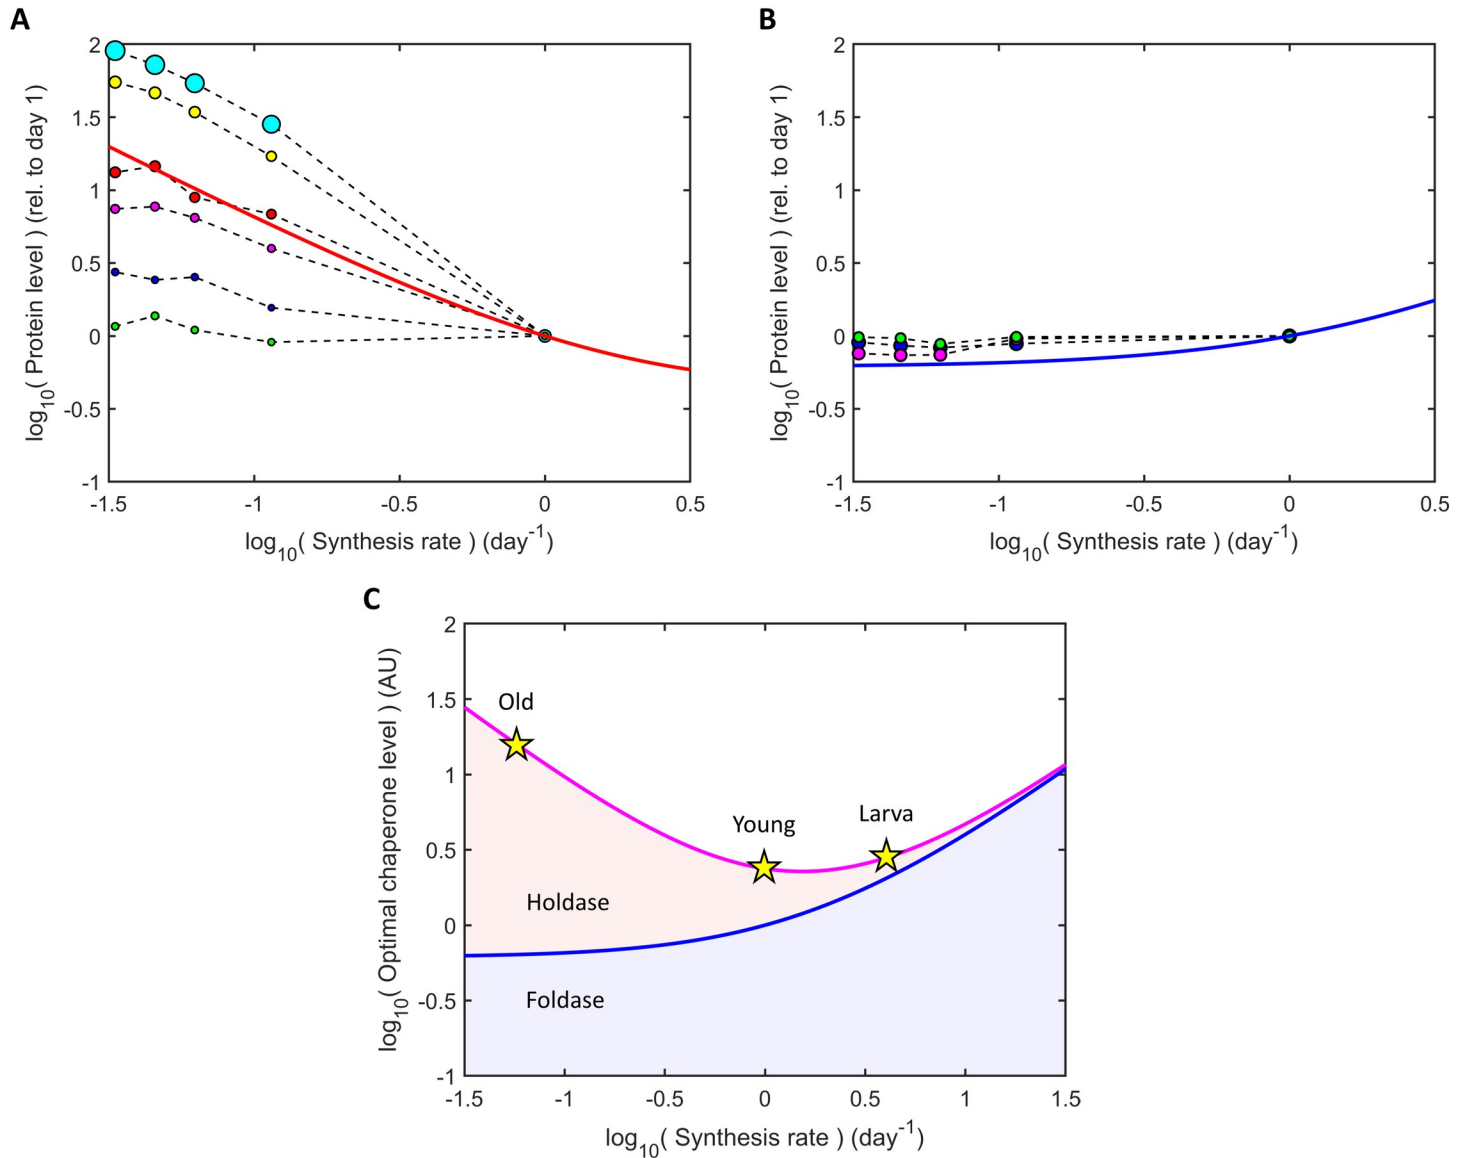 A
B
2
1.5
1
0.5
0
-0.5
-1
-1.5
-1
-0.5
0
0.5
log10( Protein level ) (rel. to day 1)
log10( Synthesis rate ) (day-1)
2
1.5
1
0.5
0
-0.5
-1
-1.5
-1
-0.5
0
0.5
log10( Protein level ) (rel. to day 1)
log10( Synthesis rate ) (day-1)
C
2
1.5
1
0.5
0
-0.5
-1
-1.5
-1
-0.5
0
0.5
1
1.5
log10( Optimal chaperone level ) (AU)
Old
Young
Larva
Holdase
Foldase
log10( Synthesis rate ) (day-1)